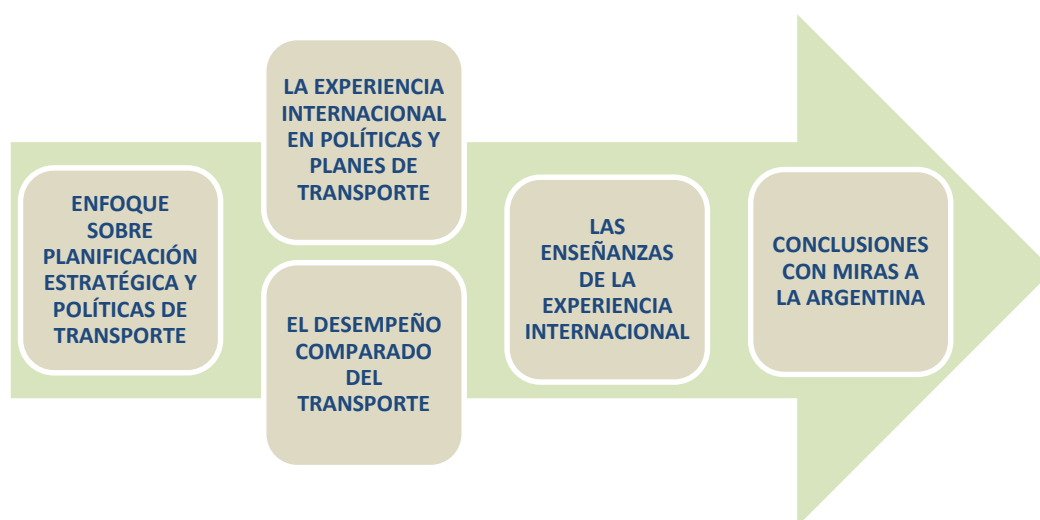 ENFOQUE
SOBRE
PLANIFICACIÓN
ESTRATÉGICA Y
POLÍTICAS DE
TRANSPORTE
LA EXPERIENCIA
INTERNACIONAL
EN POLÍTICAS Y
PLANES DE
TRANSPORTE
EL DESEMPEÑO
COMPARADO
DEL
TRANSPORTE
LAS
ENSEÑANZAS
DE LA
EXPERIENCIA
INTERNACIONAL
CONCLUSIONES
CON MIRAS A
LA ARGENTINA